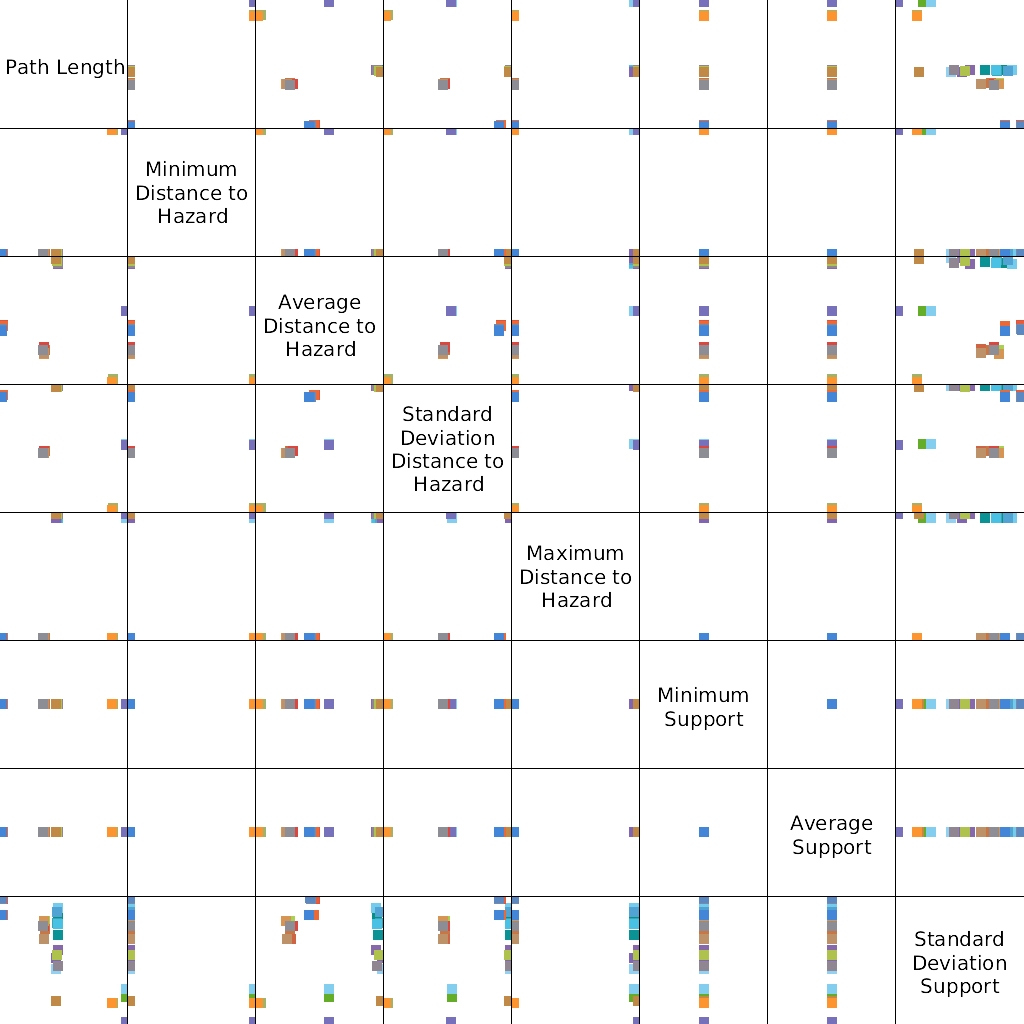 Path Length
Minimum
Distance to
Hazard
Average
Distance to
Hazard
Standard
Deviation
Distance to
Hazard
Maximum
Distance to
Hazard
Minimum
Support
Average
Support
Standard
Deviation
Support